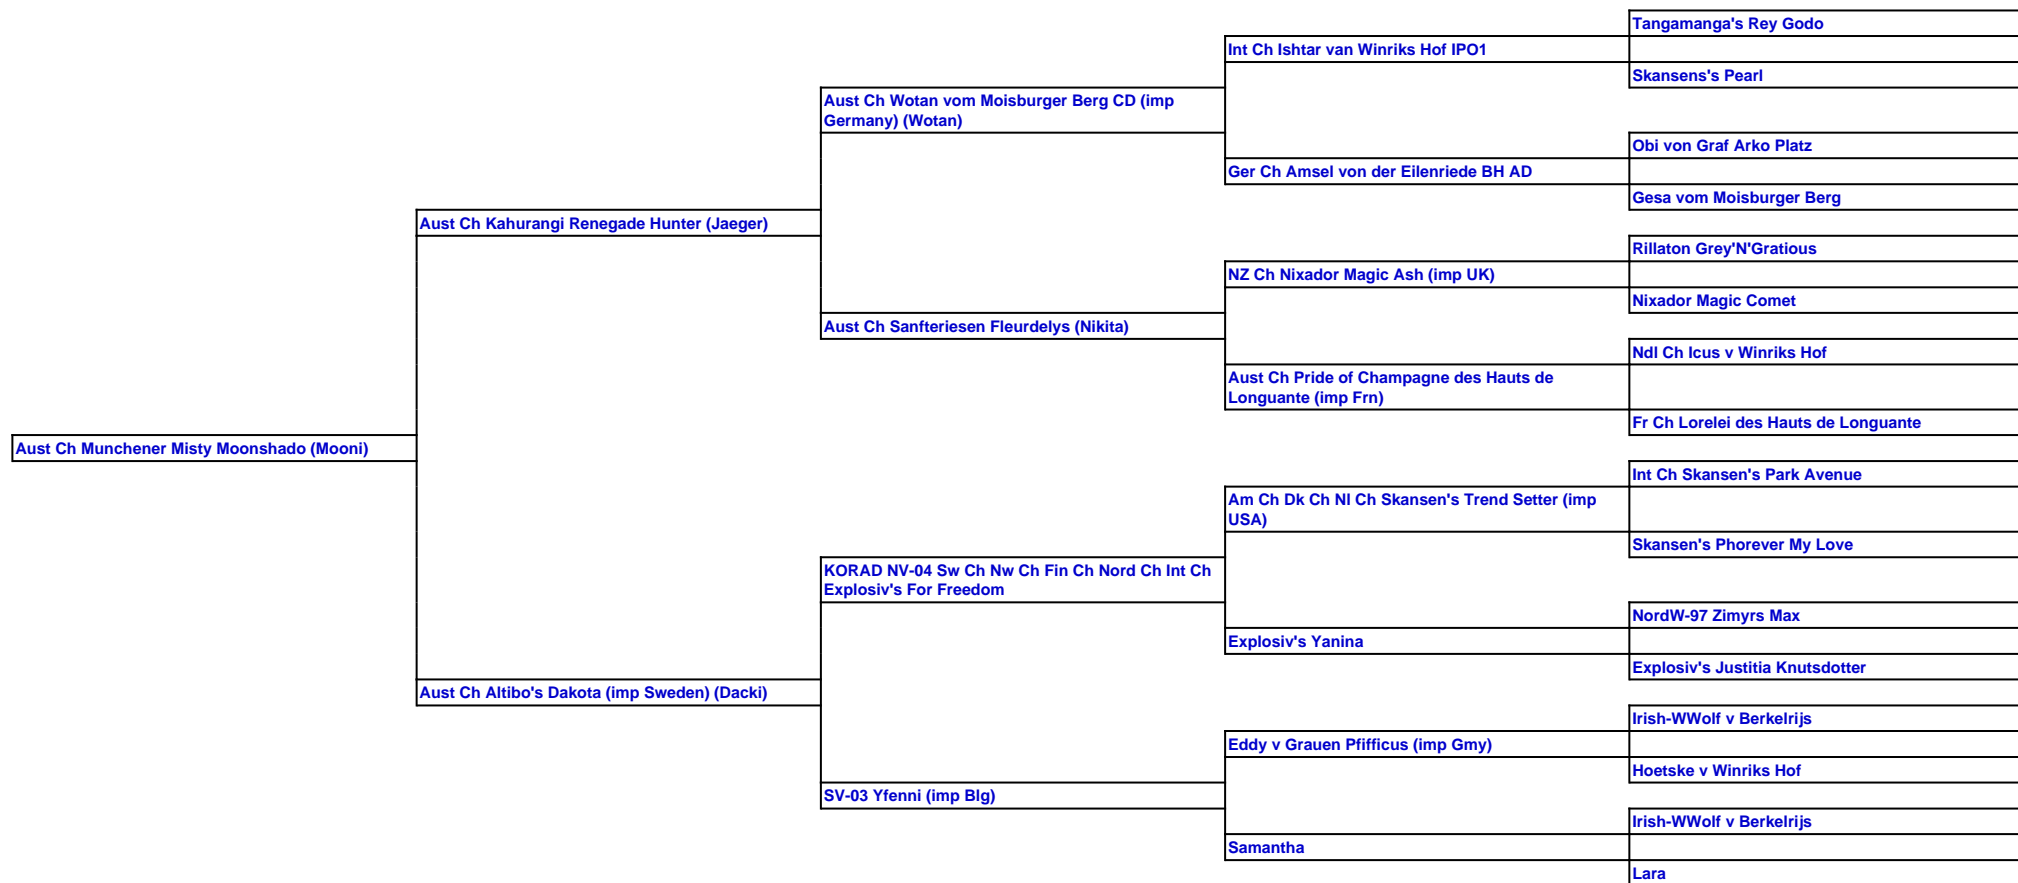 Tangamanga's Rey Godo
Int Ch Ishtar van Winriks Hof IPO1
Skansens's Pearl
Aust Ch Wotan vom Moisburger Berg CD (imp
Germany) (Wotan)
Obi von Graf Arko Platz
Ger Ch Amsel von der Eilenriede BH AD
Gesa vom Moisburger Berg
Aust Ch Kahurangi Renegade Hunter (Jaeger)
Rillaton Grey'N'Gratious
NZ Ch Nixador Magic Ash (imp UK)
Nixador Magic Comet
Aust Ch Sanfteriesen Fleurdelys (Nikita)
Ndl Ch Icus v Winriks Hof
Aust Ch Pride of Champagne des Hauts de
Longuante (imp Frn)
Fr Ch Lorelei des Hauts de Longuante
Aust Ch Munchener Misty Moonshado (Mooni)
Int Ch Skansen's Park Avenue
Am Ch Dk Ch Nl Ch Skansen's Trend Setter (imp
USA)
Skansen's Phorever My Love
KORAD NV-04 Sw Ch Nw Ch Fin Ch Nord Ch Int Ch
Explosiv's For Freedom
NordW-97 Zimyrs Max
Explosiv's Yanina
Explosiv's Justitia Knutsdotter
Aust Ch Altibo's Dakota (imp Sweden) (Dacki)
Irish-WWolf v Berkelrijs
Eddy v Grauen Pfifficus (imp Gmy)
Hoetske v Winriks Hof
SV-03 Yfenni (imp Blg)
Irish-WWolf v Berkelrijs
Samantha
Lara